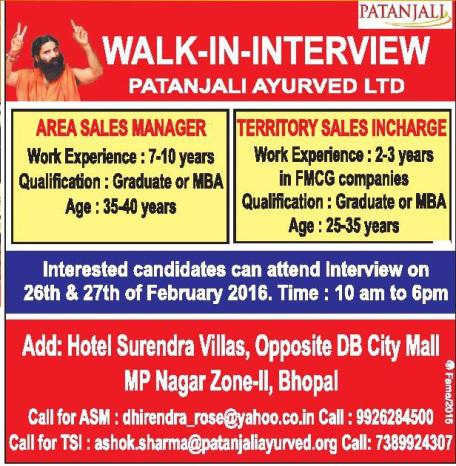 PATANJALI
WALK-IN-INTERVIEW
PATANJALI AYURVED LTD
AREA SALES MANAGER
Work Experience : 7-10 years
Qualification : Graduate or MBA
Age : 35-40 years
TERRITORY SALES INCHARGE
Work Experience : 2-3 years
in FMCG companies
Qualification : Graduate or MBA
Age : 25-35 years
Interested candidates can attend Interview on
26th & 27th of February 2016. Time : 10 am to 6pm
Add: Hotel Surendra Villas, Opposite DB City Mall
MP Nagar Zone-II, Bhopal
Call for ASM : dhirendra_rose@yahoo.co.in Call : 9926284500
Call for TSI : ashok.sharma@patanjaliayurved.org Call: 7389924307
Fame/2016